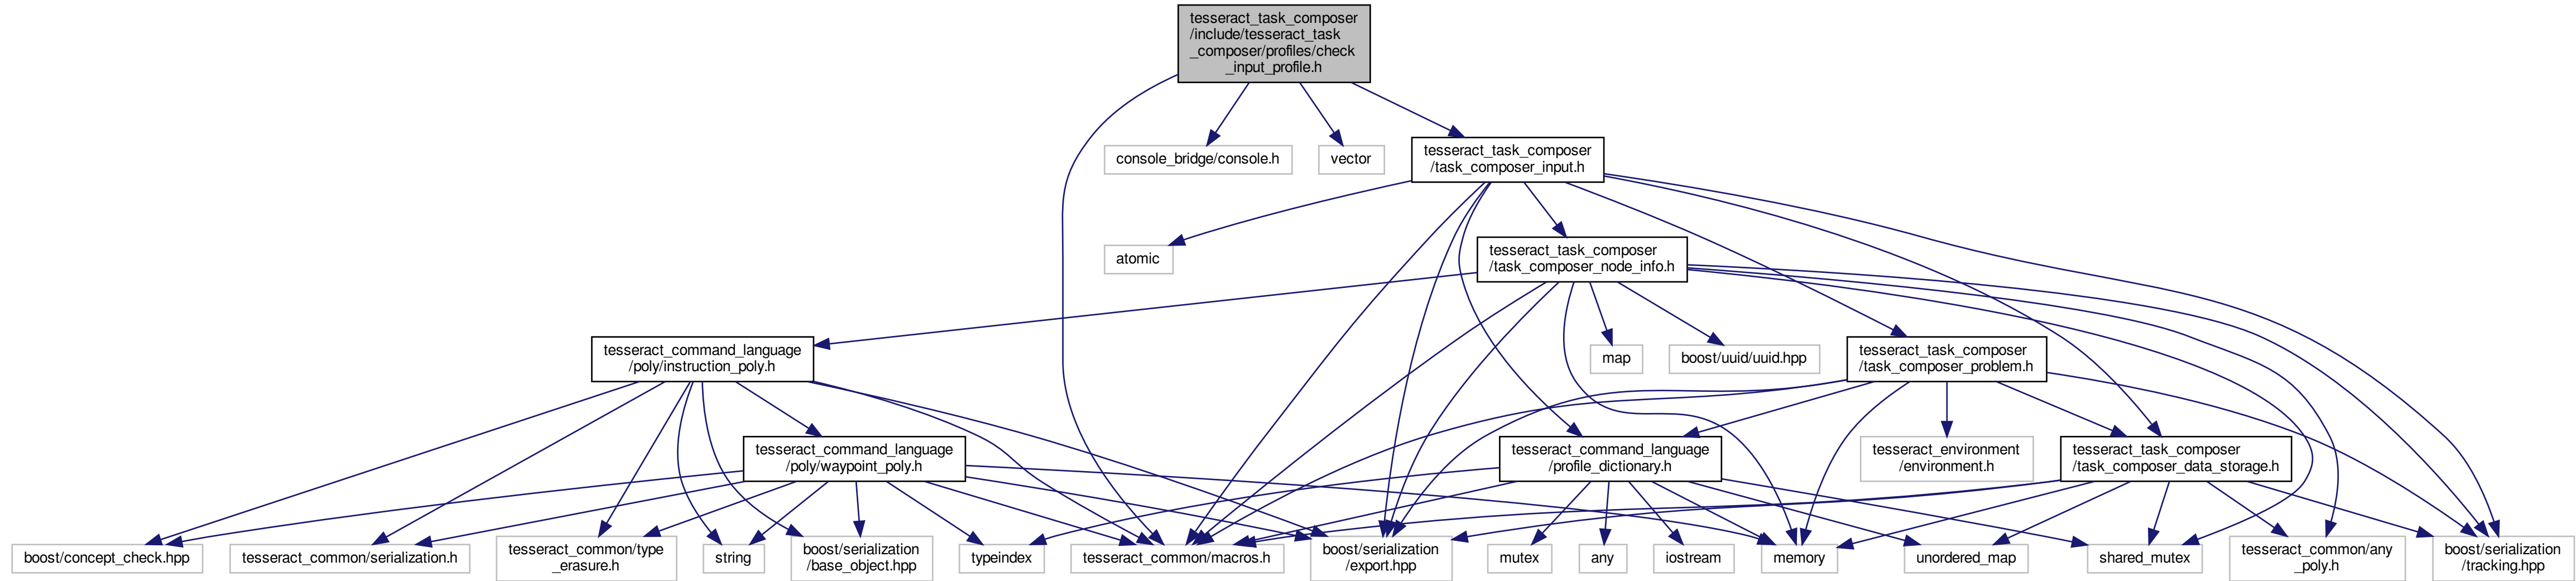 tesseract_task_composer
/include/tesseract_task
_composer/profiles/check
_input_profile.h
console_bridge/console.h
vector
tesseract_task_composer
/task_composer_input.h
atomic
tesseract_task_composer
/task_composer_node_info.h
tesseract_command_language
/poly/instruction_poly.h
map
boost/uuid/uuid.hpp
tesseract_task_composer
/task_composer_problem.h
tesseract_command_language
/poly/waypoint_poly.h
tesseract_command_language
/profile_dictionary.h
tesseract_environment
/environment.h
tesseract_task_composer
/task_composer_data_storage.h
boost/concept_check.hpp
tesseract_common/serialization.h
tesseract_common/type
_erasure.h
string
boost/serialization
/base_object.hpp
typeindex
tesseract_common/macros.h
boost/serialization
/export.hpp
mutex
any
iostream
memory
unordered_map
shared_mutex
tesseract_common/any
_poly.h
boost/serialization
/tracking.hpp